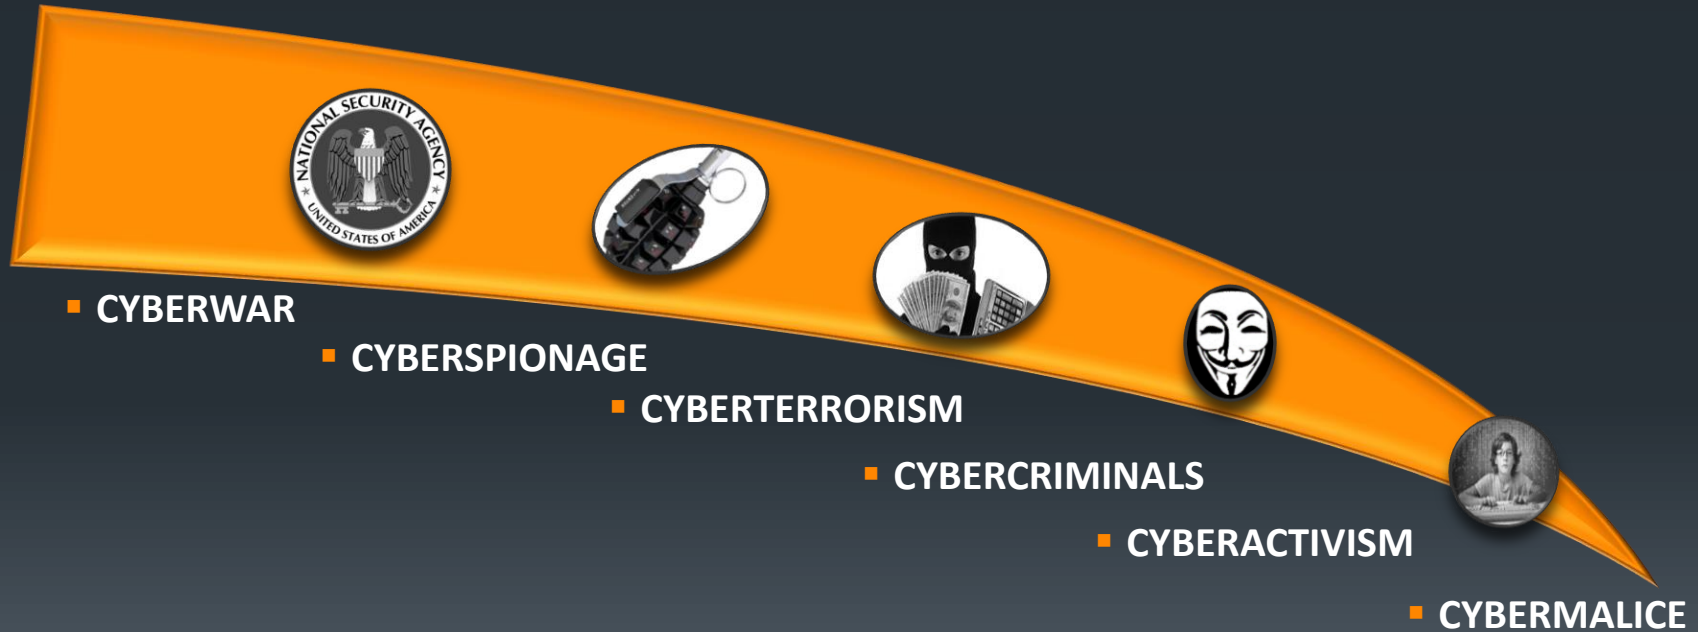 NATIONAL SECURITY AGENCY
UNITED STATES OF AMERICA
CYBERWAR
CYBERSPIONAGE
CYBERTERRORISM
CYBERCRIMINALS
CYBERACTIVISM
CYBERMALICE